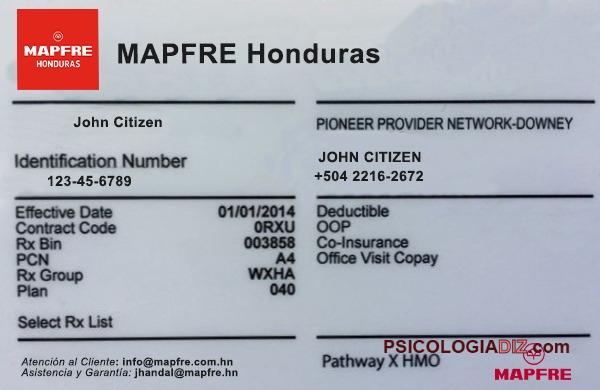 MAPFRE
HONDURAS
MAPFRE Honduras
John Citizen
Identification Number
123-45-6789
PIONEER PROVIDER NETWORK-DOWNEY
JOHN CITIZEN
+504 2216-2672
Effective Date 01/01/2014
Contract Code 0RXU
Rx Bin 003858
PCN A4
Rx Group WXHA
Plan 040
Select Rx List
Deductible
OOP
Co-Insurance
Office Visit Copay
Atención al Cliente: info@mapfre.com.hn
Asistencia y Garantía: jhandal@mapfre.hn
PSICOLOGIADIZ.com
Pathway X HMO
MAPFRE